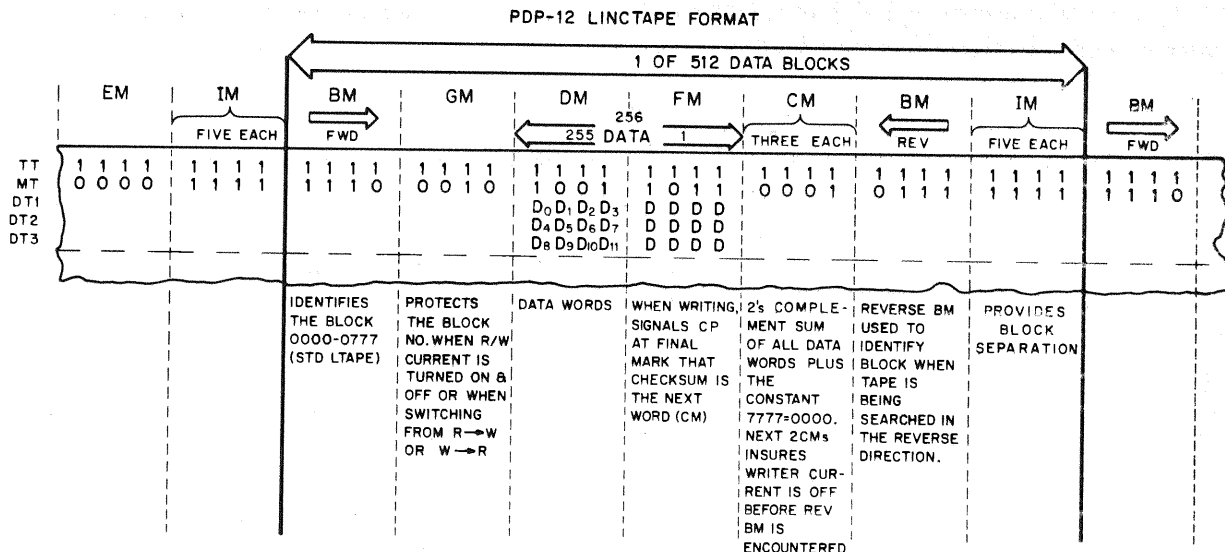 PDP-12 LINCTAPE FORMAT
1 OF 512 DATA BLOCKS
EM IM BM GM DM FM CM BM IM BM
FIVE EACH FWD 256 THREE EACH REV FIVE EACH FWD
255 DATA 1
TT 1 1 1 1 1 1 1 1 1 1 1 1 1 1 1 1 1 1 1 1 1 1 1 1 1 1 1 1 1 1 1 1 1 1 1 1 1 1 1 1
MT 0 0 0 0 1 1 1 1 1 1 1 0 0 0 1 0 1 0 0 1 1 0 1 1 0 0 0 1 0 1 1 1 1 1 1 1 1 1 1 0
DT1 D0 D1 D2 D3 D D D D
DT2 D4 D5 D6 D7 D D D D
DT3 D8 D9 D10 D11 D D D D
IDENTIFIES
THE BLOCK
0000-0777
(STD LTAPE)
PROTECTS
THE BLOCK
NO. WHEN R/W
CURRENT IS
TURNED ON &
OFF OR WHEN
SWITCHING
FROM R→W
OR W→R
DATA WORDS
WHEN WRITING,
SIGNALS CP
AT FINAL
MARK THAT
CHECKSUM IS
THE NEXT
WORD (CM)
2's COMPLE-
MENT SUM
OF ALL DATA
WORDS PLUS
THE
CONSTANT
7777=0000.
NEXT 2CMs
INSURES
WRITER CUR-
RENT IS OFF
BEFORE REV
BM IS
ENCOUNTERED
REVERSE BM
USED TO
IDENTIFY
BLOCK WHEN
TAPE IS
BEING
SEARCHED IN
THE REVERSE
DIRECTION.
PROVIDES
BLOCK
SEPARATION